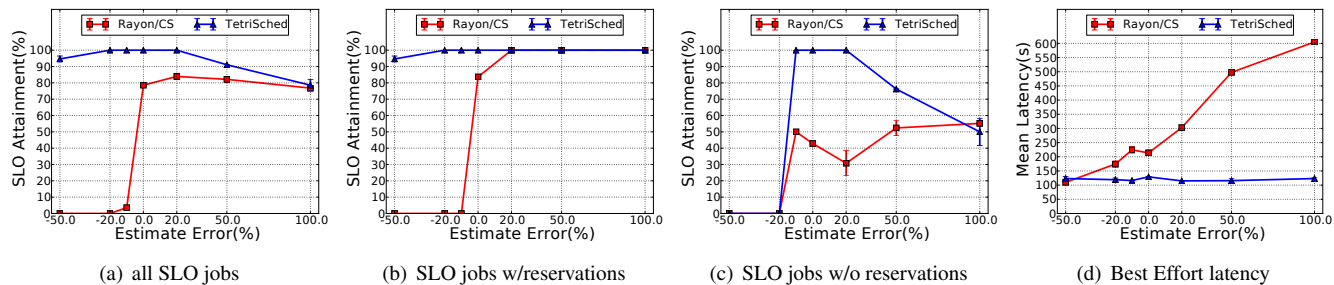 Rayon/CS TetriSched
SLO Attainment(%)
100
90
80
70
60
50
40
30
20
10
0
-50.0 -20.0 0.0 20.0 50.0 100.0
Estimate Error(%)
(a) all SLO jobs
Rayon/CS TetriSched
SLO Attainment(%)
100
90
80
70
60
50
40
30
20
10
0
-50.0 -20.0 0.0 20.0 50.0 100.0
Estimate Error(%)
(b) SLO jobs w/reservations
Rayon/CS TetriSched
SLO Attainment(%)
100
90
80
70
60
50
40
30
20
10
0
-50.0 -20.0 0.0 20.0 50.0 100.0
Estimate Error(%)
(c) SLO jobs w/o reservations
Rayon/CS TetriSched
Mean Latency(s)
600
550
500
450
400
350
300
250
200
150
100
50
0
-50.0 -20.0 0.0 20.0 50.0 100.0
Estimate Error(%)
(d) Best Effort latency